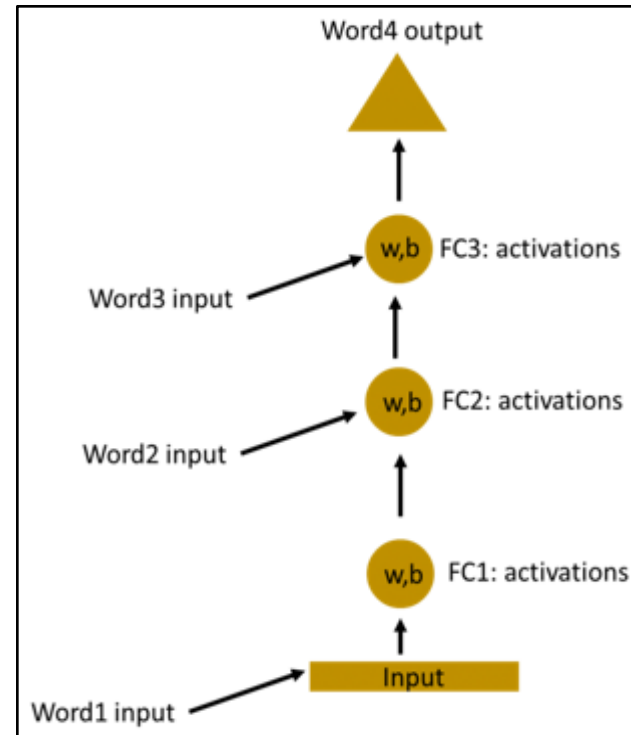 Word4 output
w,b FC3: activations
Word3 input
w,b FC2: activations
Word2 input
w,b FC1: activations
Input
Word1 input